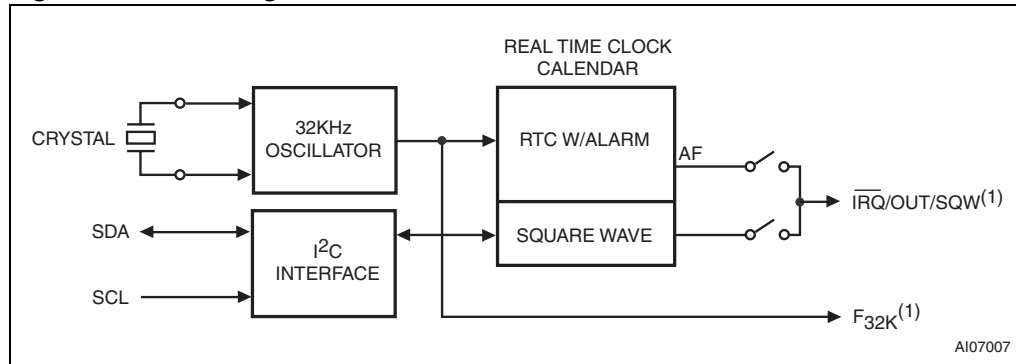 REAL TIME CLOCK
CALENDAR
CRYSTAL
32KHz
OSCILLATOR
RTC W/ALARM
AF
I̅R̅Q̅/OUT/SQW(1)
SDA
I2C
INTERFACE
SQUARE WAVE
SCL
F32K(1)
AI07007